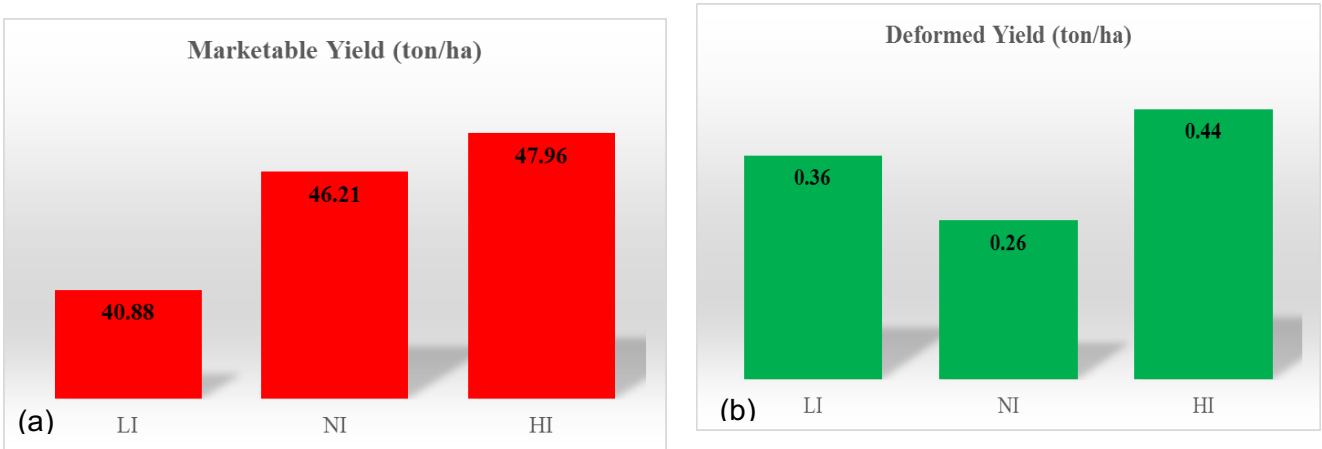 Marketable Yield (ton/ha)
40.88
46.21
47.96
LI
NI
HI
(a)
Deformed Yield (ton/ha)
0.36
0.26
0.44
LI
NI
HI
(b)